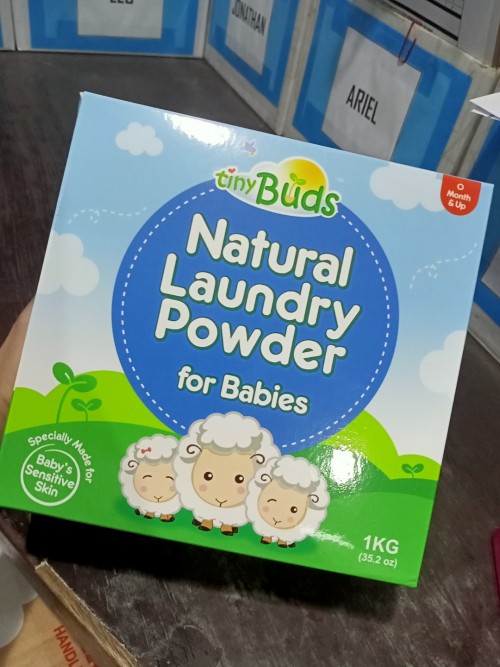 JONATHAN
ARIEL
tiny Buds
0
Month
& Up
Natural
Laundry
Powder
for Babies
Specially Made for
Baby's
Sensitive
Skin
1KG
(35.2 oz)